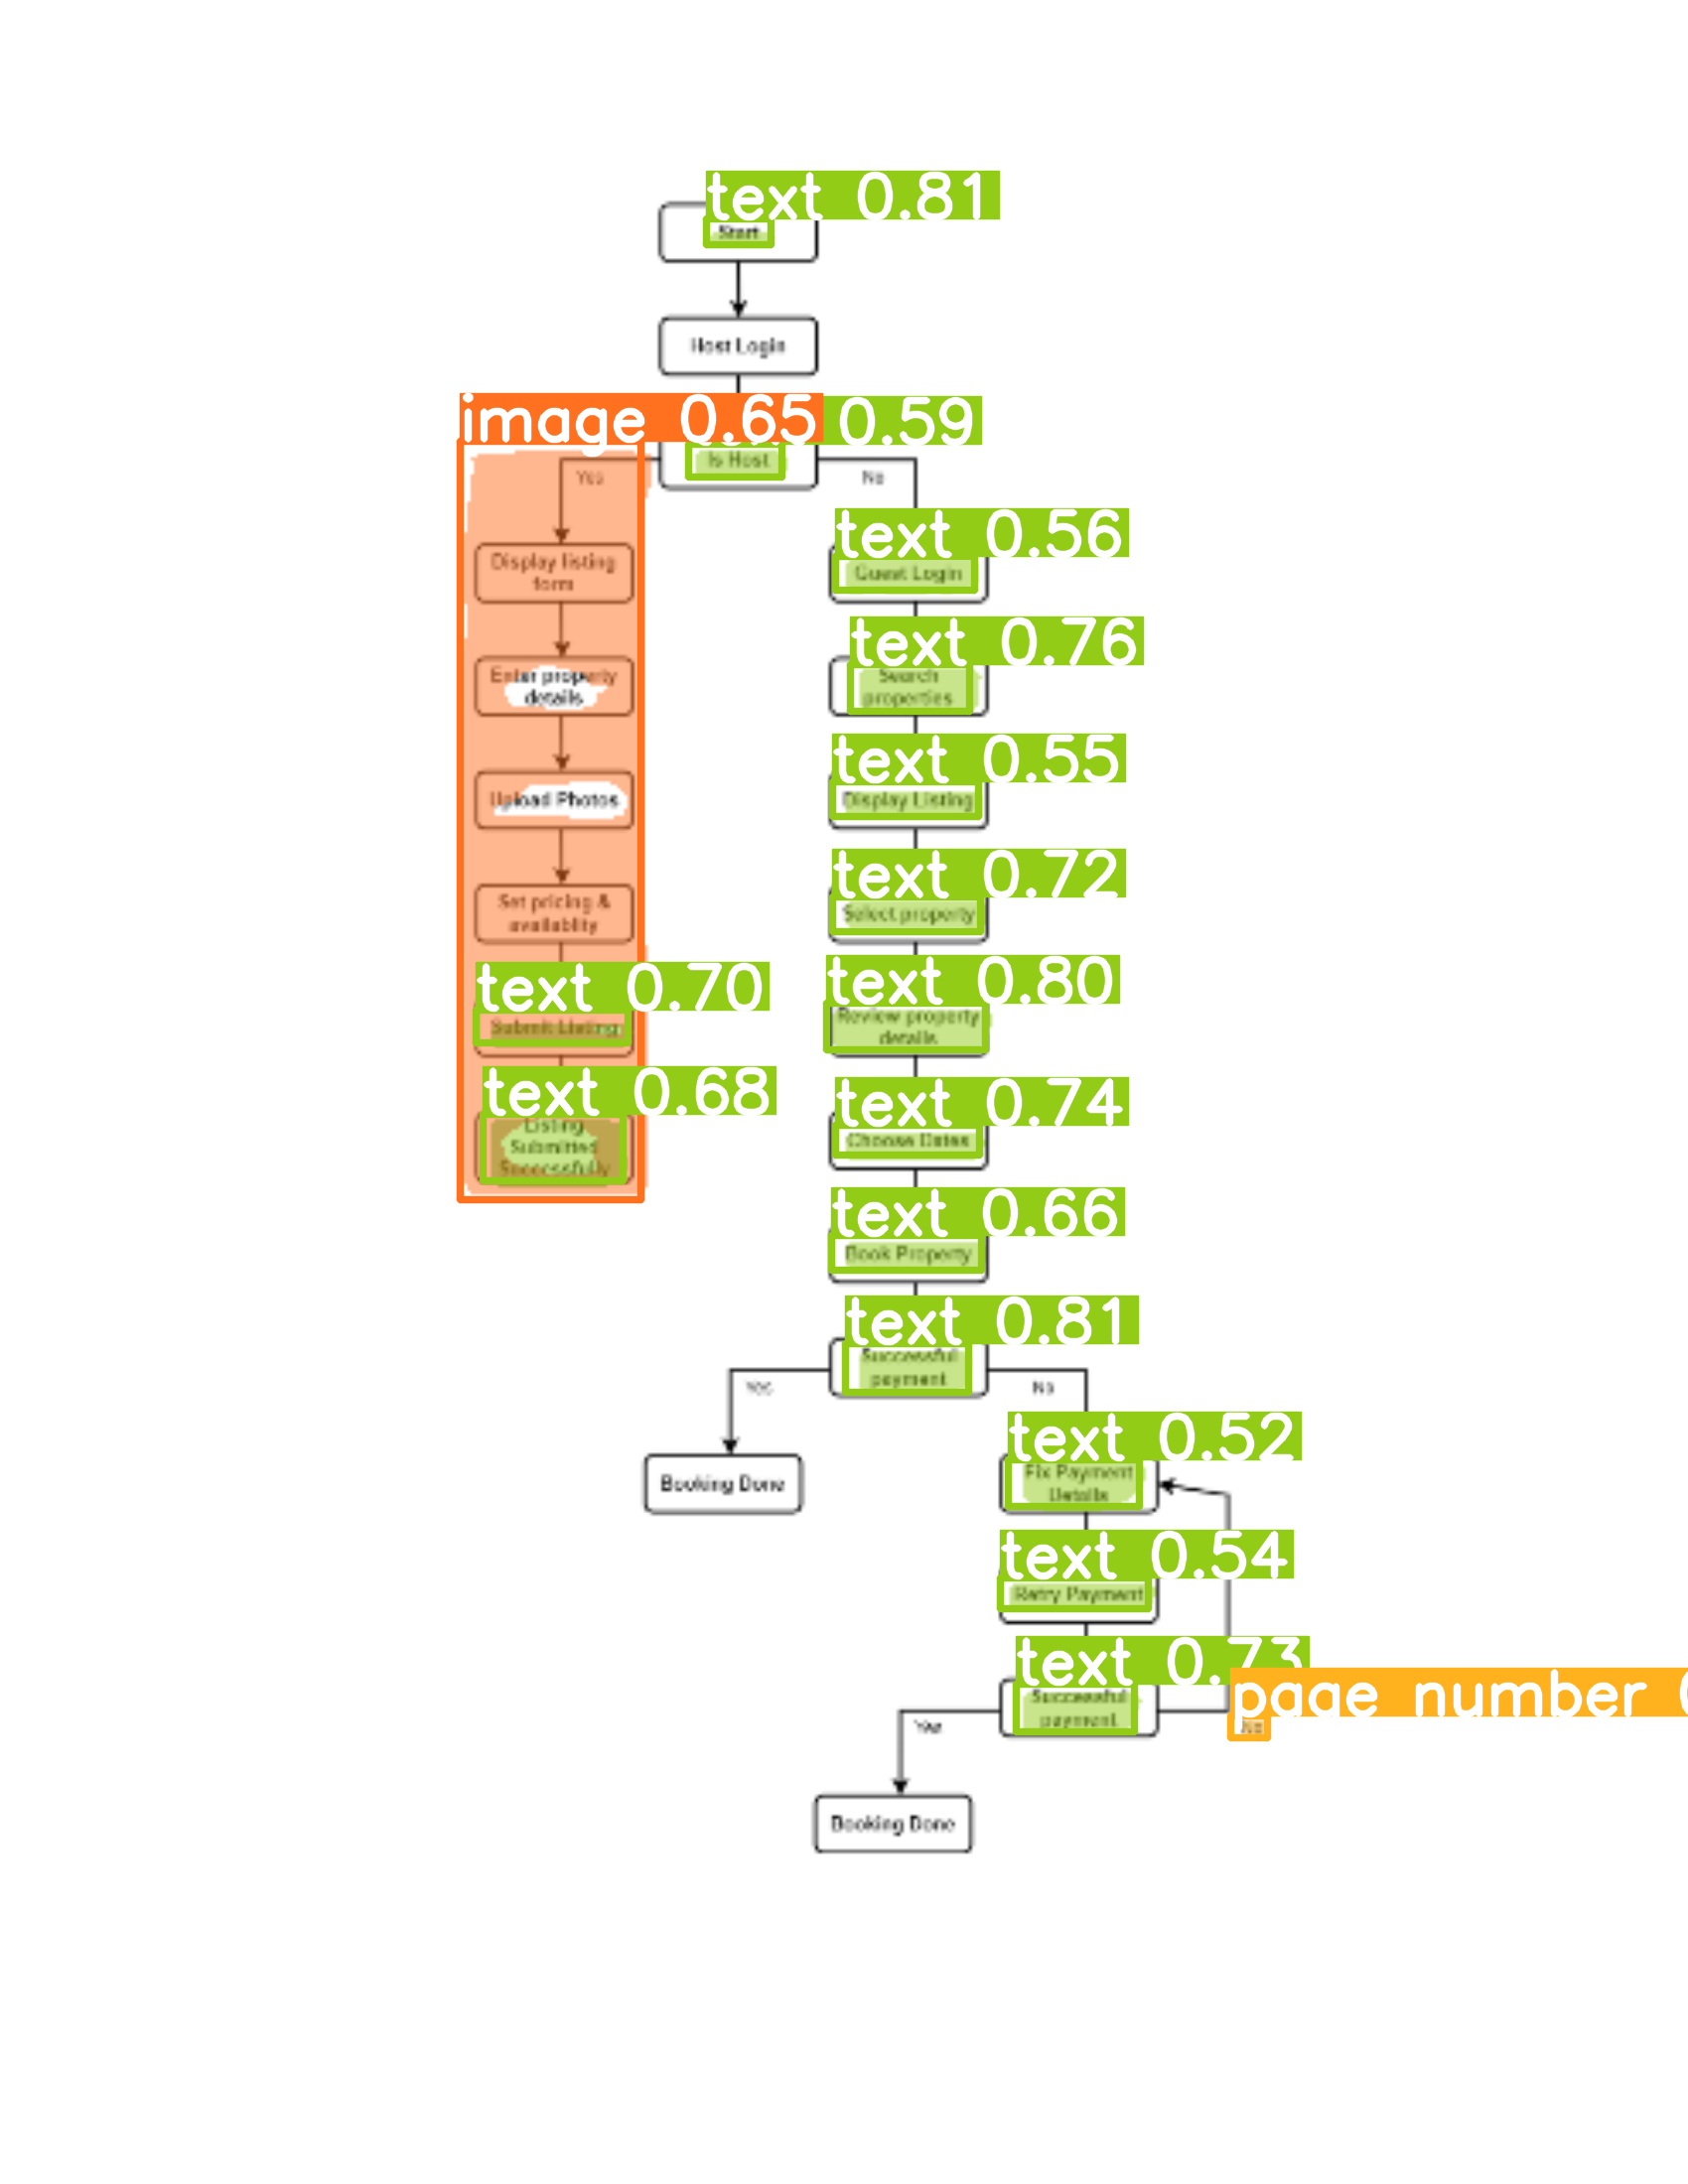 text 0.81
Start
Host Login
image 0.65
0.59
Is Host
Yes
No
text 0.56
Display listing
form
Guest Login
text 0.76
Enter property
details
Search
properties
text 0.55
Upload Photos
Display Listing
text 0.72
Set pricing &
availablity
Select property
text 0.70
text 0.80
Submit Listing
Review property
details
text 0.68
text 0.74
Listing
Submitted
Successfully
Choose Dates
text 0.66
Book Property
text 0.81
Successful
payment
Yes
No
text 0.52
Booking Done
Fix Payment
Details
text 0.54
Retry Payment
text 0.73
page number
Successful
payment
Yes
No
Booking Done